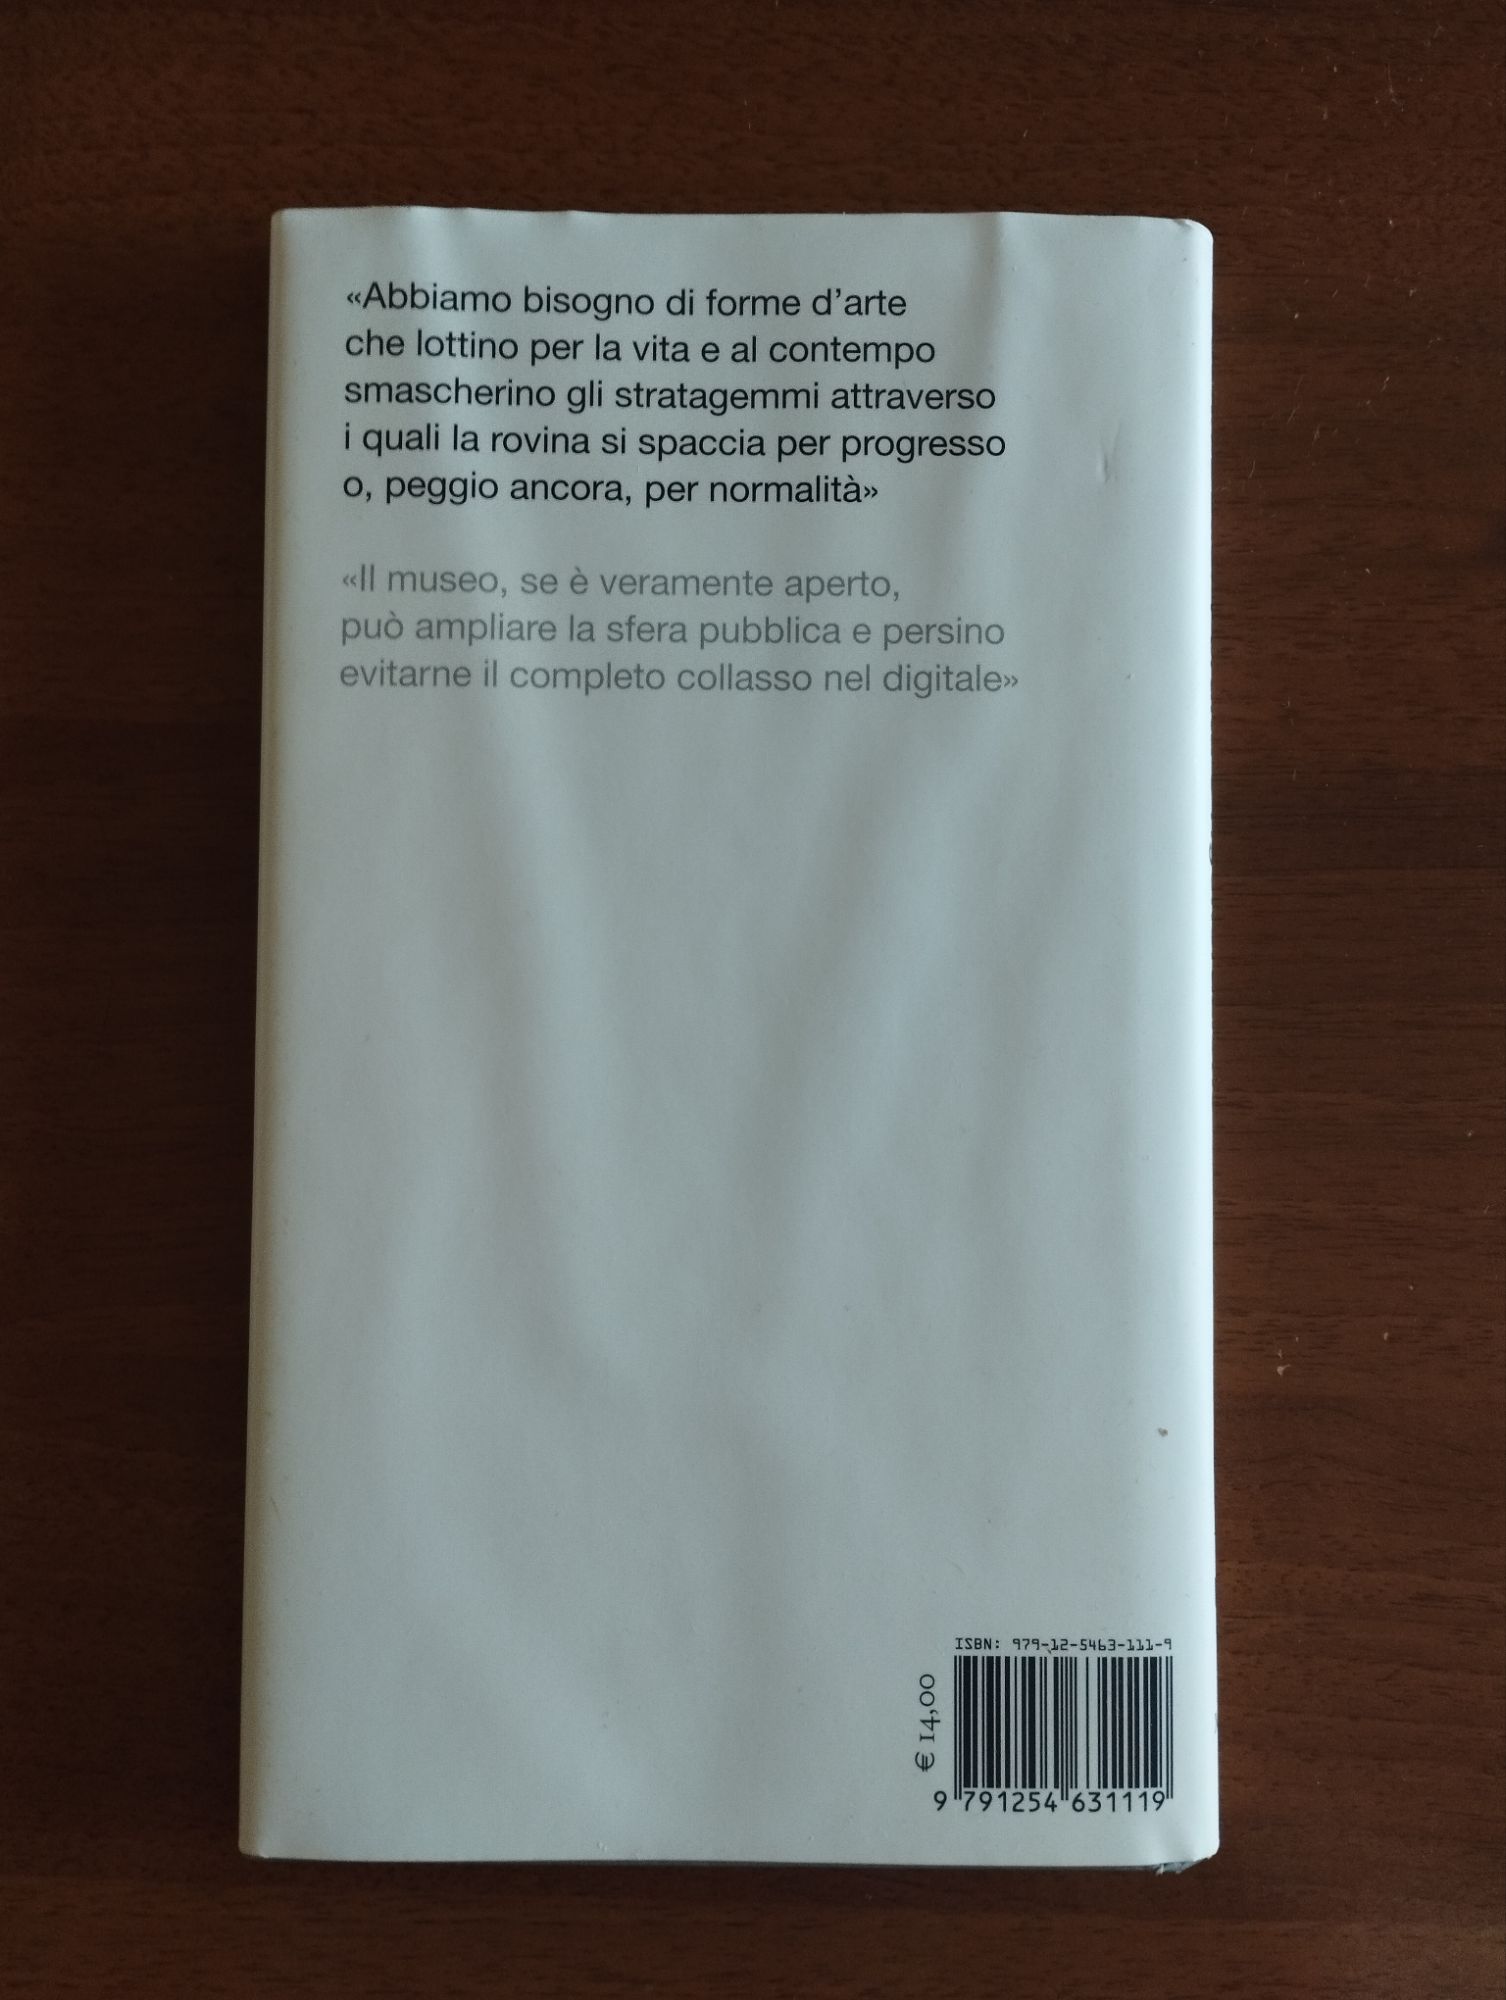 «Abbiamo bisogno di forme d’arte
che lottino per la vita e al contempo
smascherino gli stratagemmi attraverso
i quali la rovina si spaccia per progresso
o, peggio ancora, per normalità»
«Il museo, se è veramente aperto,
può ampliare la sfera pubblica e persino
evitarne il completo collasso nel digitale»
ISBN: 979-12-5463-111-9
€ 14,00
9 791254 631119